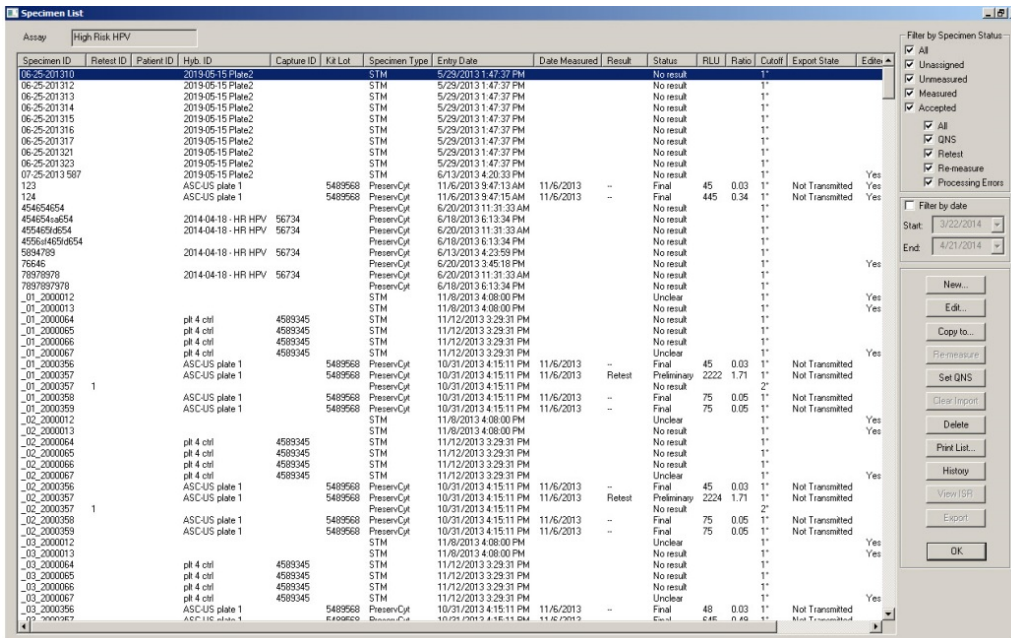 Specimen List
Assay High Risk HPV
Specimen ID Retest ID Patient ID Hyb. ID Capture ID Kit Lot Specimen Type Entry Date Date Measured Result Status RLU Ratio Cutoff Export State Edite
06-25-201310 2019-05-15 Plate2 STM 5/29/2013 1:47:37 PM No result 1*
06-25-201312 2019-05-15 Plate2 STM 5/29/2013 1:47:37 PM No result 1*
06-25-201313 2019-05-15 Plate2 STM 5/29/2013 1:47:37 PM No result 1*
06-25-201314 2019-05-15 Plate2 STM 5/29/2013 1:47:37 PM No result 1*
06-25-201315 2019-05-15 Plate2 STM 5/29/2013 1:47:37 PM No result 1*
06-25-201316 2019-05-15 Plate2 STM 5/29/2013 1:47:37 PM No result 1*
06-25-201317 2019-05-15 Plate2 STM 5/29/2013 1:47:37 PM No result 1*
06-25-201321 2019-05-15 Plate2 STM 5/29/2013 1:47:37 PM No result 1*
06-25-201323 2019-05-15 Plate2 STM 5/29/2013 1:47:37 PM No result 1*
07-25-2013 587 2019-05-15 Plate2 STM 6/13/2013 4:20:33 PM No result 1* Yes
123 ASC-US plate 1 5489568 PreservCyt 11/6/2013 9:47:13 AM 11/6/2013 -- Final 45 0.03 1* Not Transmitted Yes
124 ASC-US plate 1 5489568 PreservCyt 11/6/2013 9:47:15 AM 11/6/2013 -- Final 445 0.34 1* Not Transmitted Yes
454654654 PreservCyt 6/20/2013 11:31:33 AM No result 1*
454654sa654 2014-04-18 - HR HPV 56734 PreservCyt 6/18/2013 6:13:34 PM No result 1*
455465fd654 2014-04-18 - HR HPV 56734 PreservCyt 6/20/2013 11:31:33 AM No result 1*
4556sf465fd654 PreservCyt 6/18/2013 6:13:34 PM No result 1*
5894789 2014-04-18 - HR HPV 56734 PreservCyt 6/13/2013 4:23:59 PM No result 1*
76646 PreservCyt 6/20/2013 3:45:18 PM No result 1* Yes
78978978 2014-04-18 - HR HPV 56734 PreservCyt 6/20/2013 11:31:33 AM No result 1*
7897897978 PreservCyt 6/18/2013 6:13:34 PM No result 1*
_01_2000012 STM 11/8/2013 4:08:00 PM Unclear 1* Yes
_01_2000013 STM 11/8/2013 4:08:00 PM No result 1* Yes
_01_2000064 plt 4 ctrl 4589345 STM 11/12/2013 3:29:31 PM No result 1*
_01_2000065 plt 4 ctrl 4589345 STM 11/12/2013 3:29:31 PM No result 1*
_01_2000066 plt 4 ctrl 4589345 STM 11/12/2013 3:29:31 PM No result 1*
_01_2000067 plt 4 ctrl 4589345 STM 11/12/2013 3:29:31 PM Unclear 1* Yes
_01_2000356 ASC-US plate 1 5489568 PreservCyt 10/31/2013 4:15:11 PM 11/6/2013 -- Final 45 0.03 1* Not Transmitted
_01_2000357 ASC-US plate 1 5489568 PreservCyt 10/31/2013 4:15:11 PM 11/6/2013 Retest Preliminary 2222 1.71 1* Not Transmitted
_01_2000357 1 PreservCyt 10/31/2013 4:15:11 PM No result 2*
_01_2000358 ASC-US plate 1 5489568 PreservCyt 10/31/2013 4:15:11 PM 11/6/2013 -- Final 75 0.05 1* Not Transmitted
_01_2000359 ASC-US plate 1 5489568 PreservCyt 10/31/2013 4:15:11 PM 11/6/2013 -- Final 75 0.05 1* Not Transmitted
_02_2000012 STM 11/8/2013 4:08:00 PM Unclear 1* Yes
_02_2000013 STM 11/8/2013 4:08:00 PM No result 1* Yes
_02_2000064 plt 4 ctrl 4589345 STM 11/12/2013 3:29:31 PM No result 1*
_02_2000065 plt 4 ctrl 4589345 STM 11/12/2013 3:29:31 PM No result 1*
_02_2000066 plt 4 ctrl 4589345 STM 11/12/2013 3:29:31 PM No result 1*
_02_2000067 plt 4 ctrl 4589345 STM 11/12/2013 3:29:31 PM Unclear 1* Yes
_02_2000356 ASC-US plate 1 5489568 PreservCyt 10/31/2013 4:15:11 PM 11/6/2013 -- Final 45 0.03 1* Not Transmitted
_02_2000357 ASC-US plate 1 5489568 PreservCyt 10/31/2013 4:15:11 PM 11/6/2013 Retest Preliminary 2224 1.71 1* Not Transmitted
_02_2000357 1 PreservCyt 10/31/2013 4:15:11 PM No result 2*
_02_2000358 ASC-US plate 1 5489568 PreservCyt 10/31/2013 4:15:11 PM 11/6/2013 -- Final 75 0.05 1* Not Transmitted
_02_2000359 ASC-US plate 1 5489568 PreservCyt 10/31/2013 4:15:11 PM 11/6/2013 -- Final 75 0.05 1* Not Transmitted
_03_2000012 STM 11/8/2013 4:08:00 PM Unclear 1* Yes
_03_2000013 STM 11/8/2013 4:08:00 PM No result 1* Yes
_03_2000064 plt 4 ctrl 4589345 STM 11/12/2013 3:29:31 PM No result 1*
_03_2000065 plt 4 ctrl 4589345 STM 11/12/2013 3:29:31 PM No result 1*
_03_2000066 plt 4 ctrl 4589345 STM 11/12/2013 3:29:31 PM No result 1*
_03_2000067 plt 4 ctrl 4589345 STM 11/12/2013 3:29:31 PM Unclear 1* Yes
_03_2000356 ASC-US plate 1 5489568 PreservCyt 10/31/2013 4:15:11 PM 11/6/2013 -- Final 48 0.03 1* Not Transmitted
Filter by Specimen Status
All
Unassigned
Unmeasured
Measured
Accepted
All
QNS
Retest
Re-measure
Processing Errors
Filter by date
Start: 3/22/2014
End: 4/21/2014
New...
Edit...
Copy to...
Re-measure
Set QNS
Clear Import
Delete
Print List...
History
View ISR
Export
OK